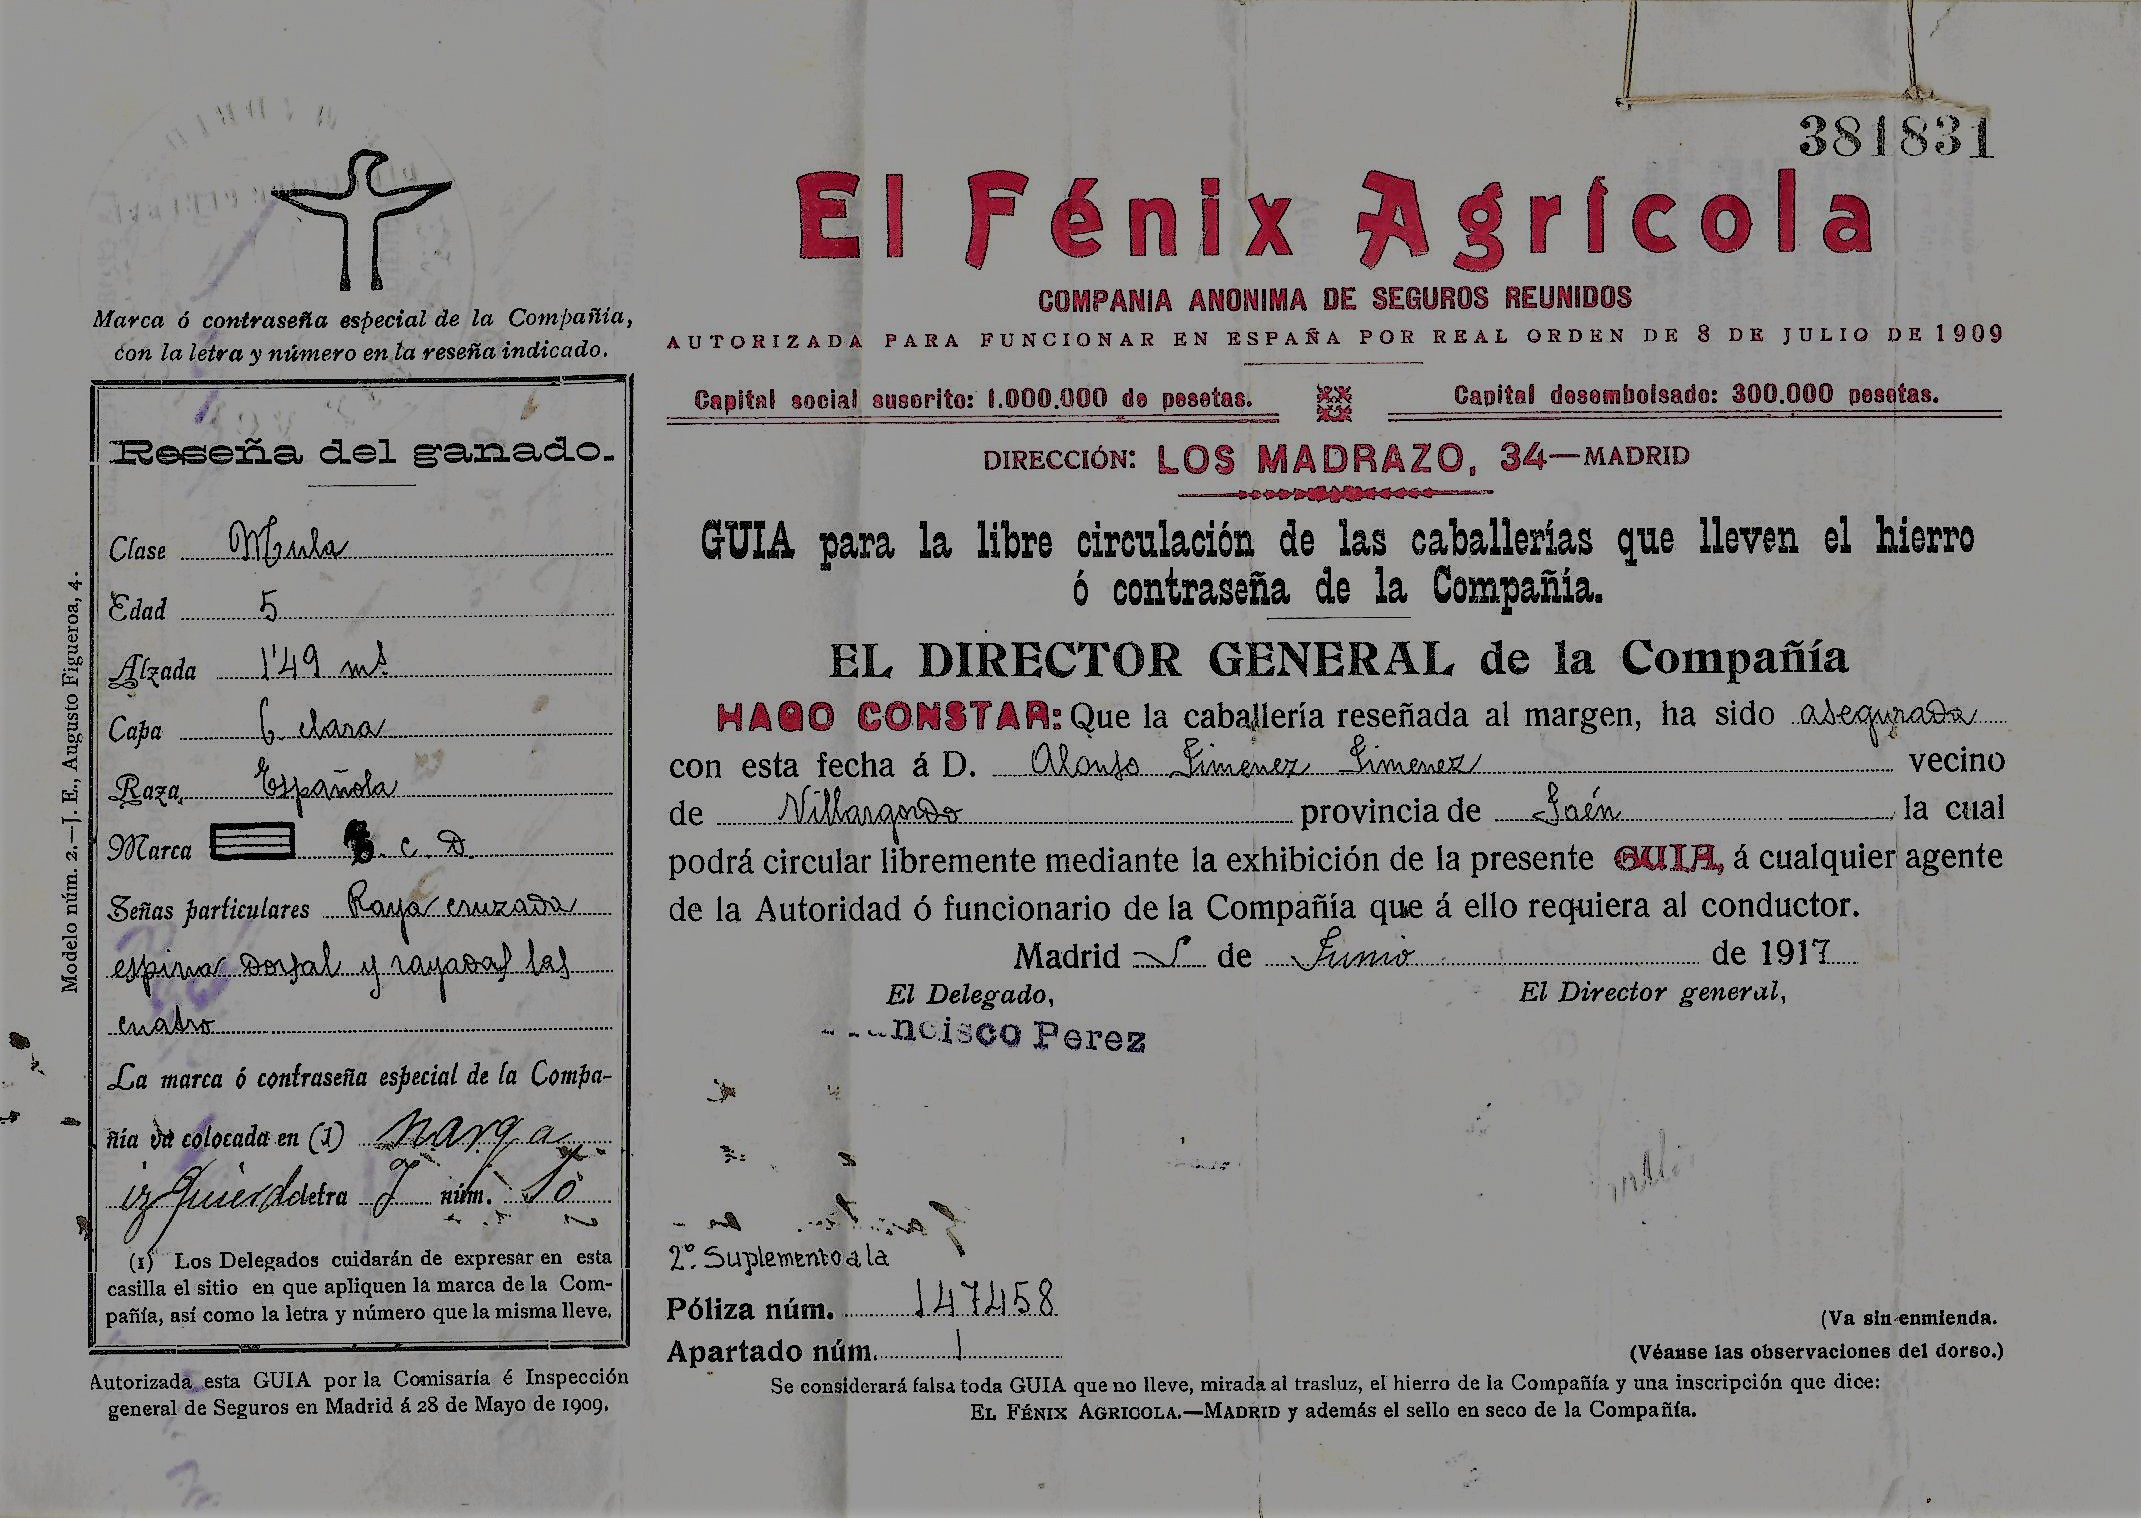 381831
Marca ó contraseña especial de la Compañía,
con la letra y número en la reseña indicado.
Reseña del ganado.
Clase Mula
Edad 5
Alzada 1'49 ms
Capa C. clara
Raza, Española
Marca C. D.
Señas particulares Raya cruzada
espina dorsal y rayadas las
cuatro
La marca ó contraseña especial de la Compa-
ñía va colocada en (1) narga
izquierda letra J núm. 10
(1) Los Delegados cuidarán de expresar en esta
casilla el sitio en que apliquen la marca de la Com-
pañía, así como la letra y número que la misma lleve.
Autorizada esta GUIA por la Comisaría é Inspección
general de Seguros en Madrid á 28 de Mayo de 1909.
Modelo núm. 2.—J. E., Augusto Figueroa, 4.
El Fénix Agrícola
COMPAÑIA ANONIMA DE SEGUROS REUNIDOS
AUTORIZADA PARA FUNCIONAR EN ESPAÑA POR REAL ORDEN DE 8 DE JULIO DE 1909
Capital social suscrito: 1.000.000 de pesetas. Capital desembolsado: 300.000 pesetas.
DIRECCIÓN: LOS MADRAZO, 34—MADRID
GUIA para la libre circulación de las caballerías que lleven el hierro
ó contraseña de la Compañía.
EL DIRECTOR GENERAL de la Compañía
HAGO CONSTAR: Que la caballería reseñada al margen, ha sido asegurada
con esta fecha á D. Alonso Jimenez Jimenez vecino
de Villargordo provincia de Jaén la cual
podrá circular libremente mediante la exhibición de la presente GUIA, á cualquier agente
de la Autoridad ó funcionario de la Compañía que á ello requiera al conductor.
Madrid de Junio de 1917
El Delegado, El Director general,
Perez
2º. Suplemento a la
Póliza núm. 147458
Apartado núm. 1
(Va sin enmienda.
(Véanse las observaciones del dorso.)
Se considerará falsa toda GUIA que no lleve, mirada al trasluz, el hierro de la Compañía y una inscripción que dice:
EL FÉNIX AGRICOLA.—MADRID y además el sello en seco de la Compañía.